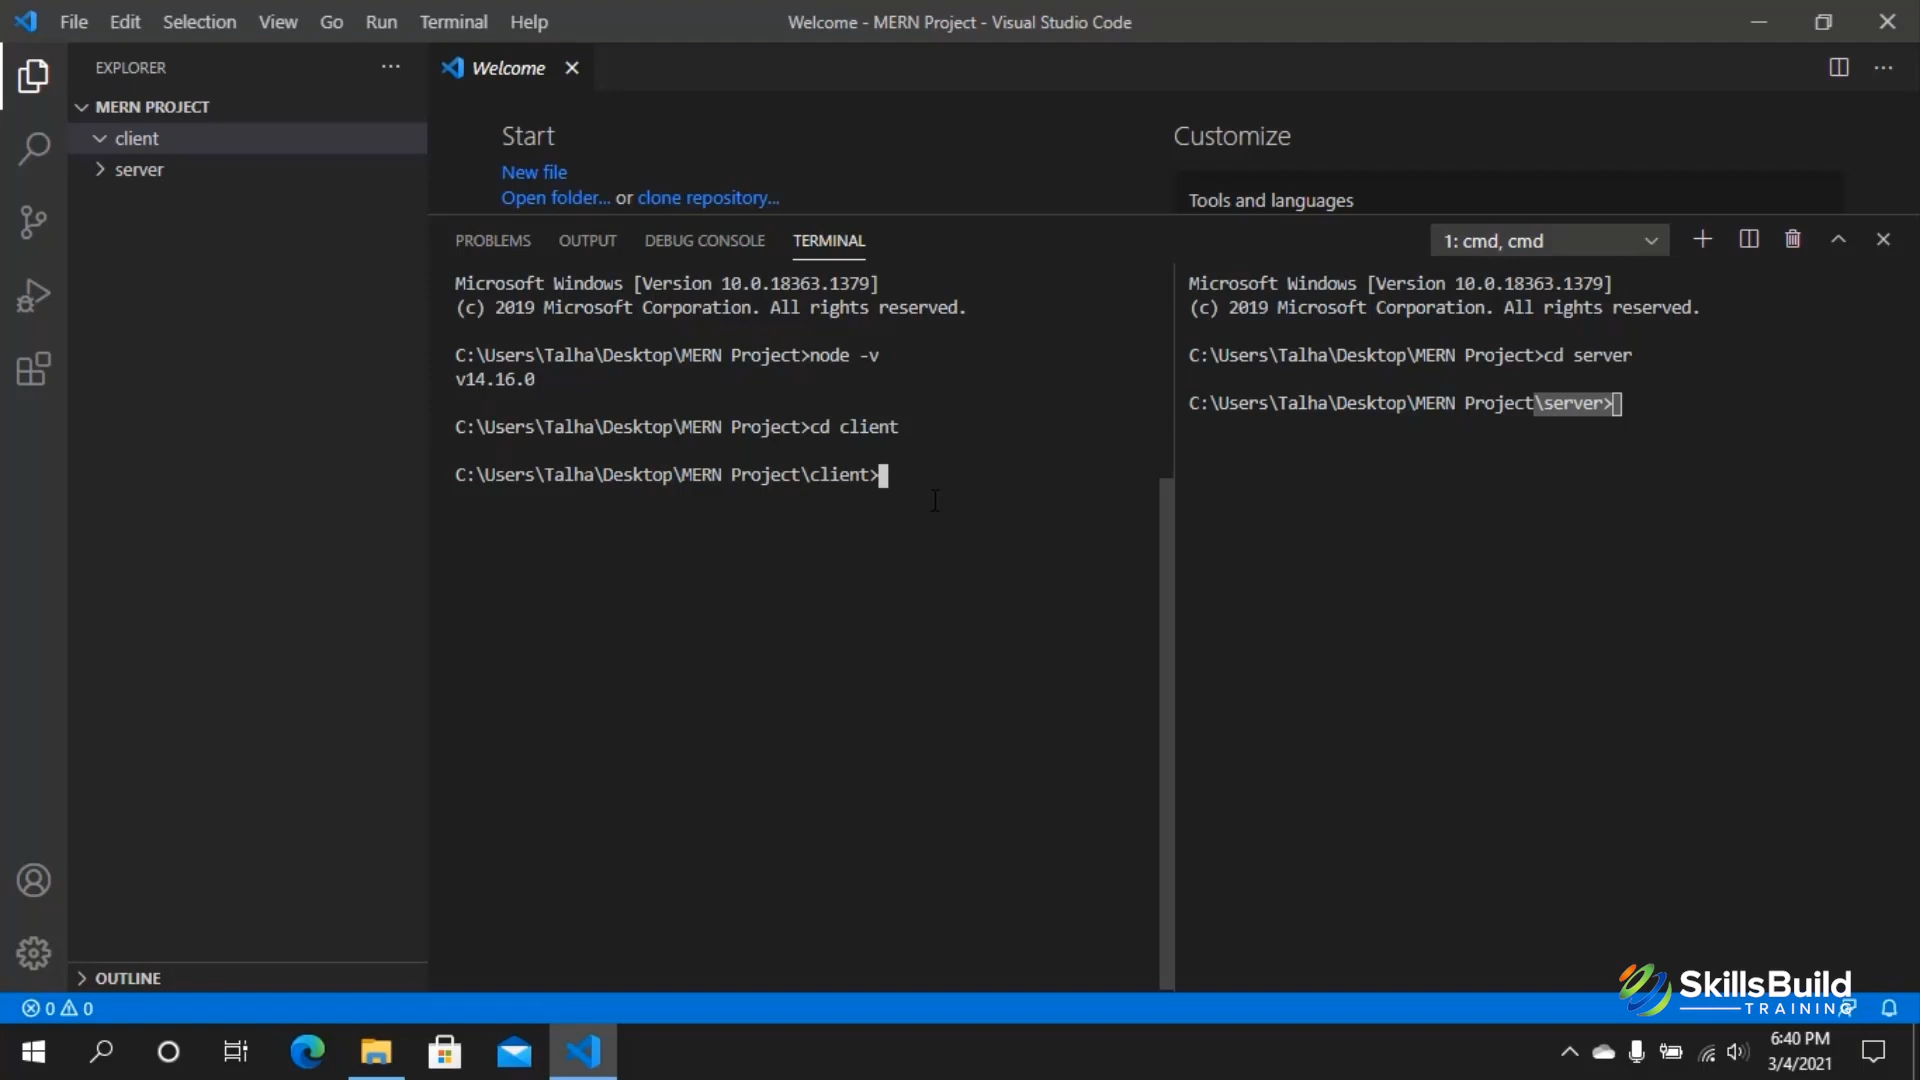 File Edit Selection View Go Run Terminal Help
Welcome - MERN Project - Visual Studio Code
EXPLORER
Welcome
MERN PROJECT
client
server
Start
New file
Open folder... or clone repository...
Customize
Tools and languages
PROBLEMS OUTPUT DEBUG CONSOLE TERMINAL
1: cmd, cmd
Microsoft Windows [Version 10.0.18363.1379]
(c) 2019 Microsoft Corporation. All rights reserved.
C:\Users\Talha\Desktop\MERN Project>node -v
v14.16.0
C:\Users\Talha\Desktop\MERN Project>cd client
C:\Users\Talha\Desktop\MERN Project\client>
Microsoft Windows [Version 10.0.18363.1379]
(c) 2019 Microsoft Corporation. All rights reserved.
C:\Users\Talha\Desktop\MERN Project>cd server
C:\Users\Talha\Desktop\MERN Project\server>
OUTLINE
0 0
SkillsBuild
TRAINING
6:40 PM
3/4/2021